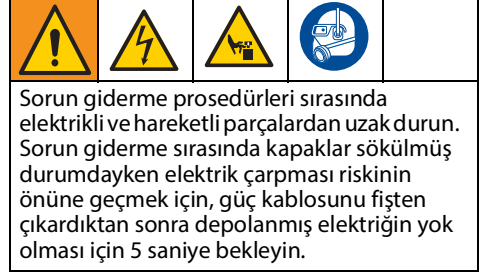 Sorun giderme prosedürleri sırasında
elektrikli ve hareketli parçalardan uzak durun.
Sorun giderme sırasında kapaklar sökülmüş
durumdayken elektrik çarpması riskinin
önüne geçmek için, güç kablosunu fişten
çıkardıktan sonra depolanmış elektriğin yok
olması için 5 saniye bekleyin.